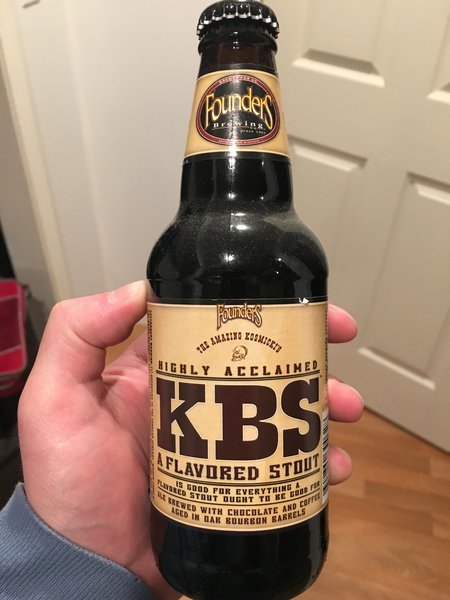 Founders
Brewing
Founders
THE AMAZING KOSMICKI'S
HIGHLY ACCLAIMED
KBS
A FLAVORED STOUT
IS GOOD FOR EVERYTHING A
FLAVORED STOUT OUGHT TO BE GOOD FOR
ALE BREWED WITH CHOCOLATE AND COFFEE
AGED IN OAK BOURBON BARRELS